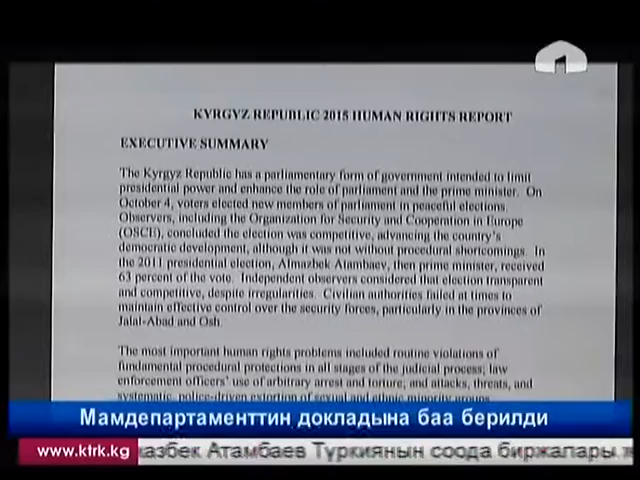 1
KYRGYZ REPUBLIC 2015 HUMAN RIGHTS REPORT
EXECUTIVE SUMMARY
The Kyrgyz Republic has a parliamentary form of government intended to limit
presidential power and enhance the role of parliament and the prime minister. On
October 4, voters elected new members of parliament in peaceful elections.
Observers, including the Organization for Security and Cooperation in Europe
(OSCE), concluded the election was competitive, advancing the country's
democratic development, although it was not without procedural shortcomings. In
the 2011 presidential election, Almazbek Atambaev, then prime minister, received
63 percent of the vote. Independent observers considered that election transparent
and competitive, despite irregularities. Civilian authorities failed at times to
maintain effective control over the security forces, particularly in the provinces of
Jalal-Abad and Osh.
The most important human rights problems included routine violations of
fundamental procedural protections in all stages of the judicial process; law
enforcement officers' use of arbitrary arrest and torture; and attacks, threats, and
systematic, police-driven extortion of sexual and ethnic minority groups
Мамдепартаменттин докладына баа берилди
www.ktrk.kg казбек Атамбаев Түркиянын соода биржалары ж